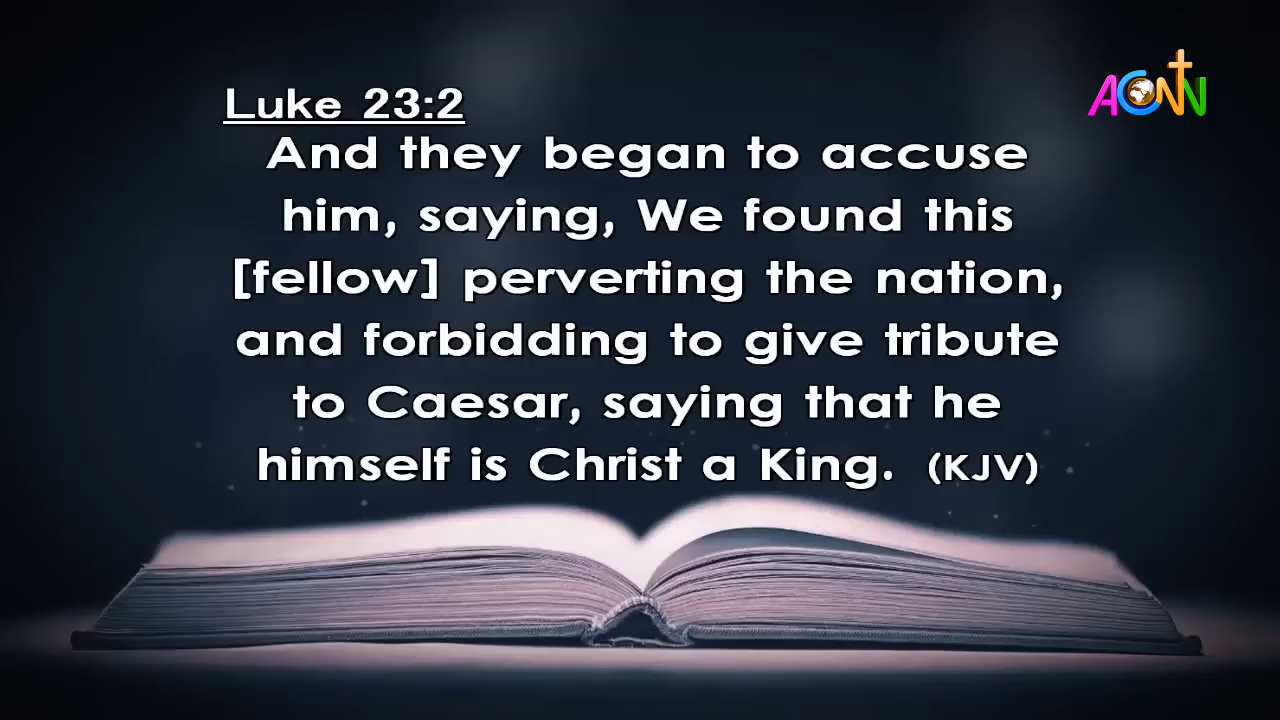 Luke 23:2
And they began to accuse
him, saying, We found this
[fellow] perverting the nation,
and forbidding to give tribute
to Caesar, saying that he
himself is Christ a King. (KJV)
ACNN